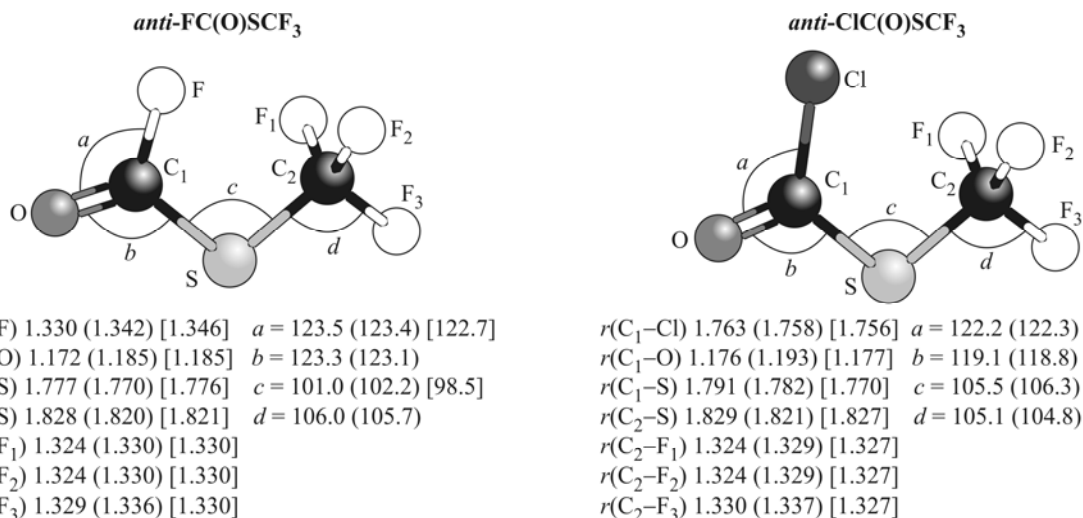 anti-FC(O)SCF3
anti-ClC(O)SCF3
F
a
F1
F2
C1
C2
c
O
F3
b
d
S
Cl
F1
F2
a
C1
C2
F3
c
O
b
d
S
F) 1.330 (1.342) [1.346] a = 123.5 (123.4) [122.7]
O) 1.172 (1.185) [1.185] b = 123.3 (123.1)
S) 1.777 (1.770) [1.776] c = 101.0 (102.2) [98.5]
S) 1.828 (1.820) [1.821] d = 106.0 (105.7)
F1) 1.324 (1.330) [1.330]
F2) 1.324 (1.330) [1.330]
F3) 1.329 (1.336) [1.330]
r(C1–Cl) 1.763 (1.758) [1.756] a = 122.2 (122.3)
r(C1–O) 1.176 (1.193) [1.177] b = 119.1 (118.8)
r(C1–S) 1.791 (1.782) [1.770] c = 105.5 (106.3)
r(C2–S) 1.829 (1.821) [1.827] d = 105.1 (104.8)
r(C2–F1) 1.324 (1.329) [1.327]
r(C2–F2) 1.324 (1.329) [1.327]
r(C2–F3) 1.330 (1.337) [1.327]